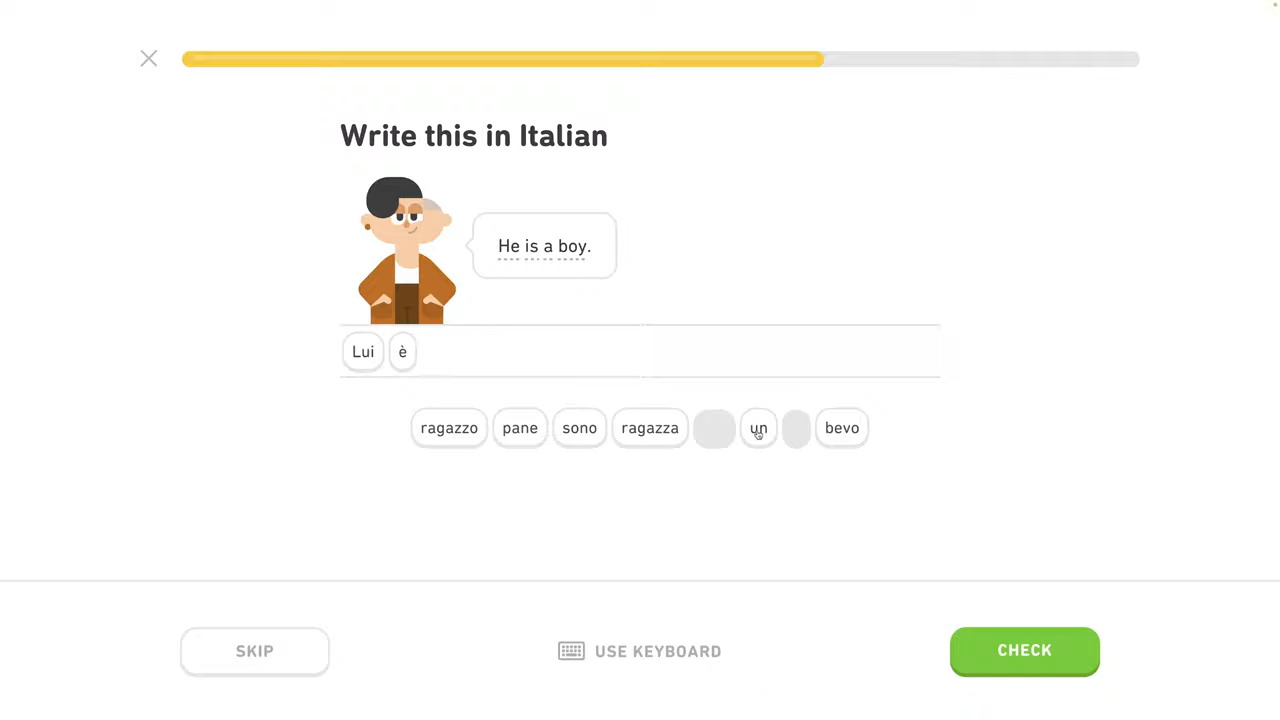 Write this in Italian
He is a boy.
Lui è
ragazzo pane sono ragazza un bevo
SKIP USE KEYBOARD CHECK